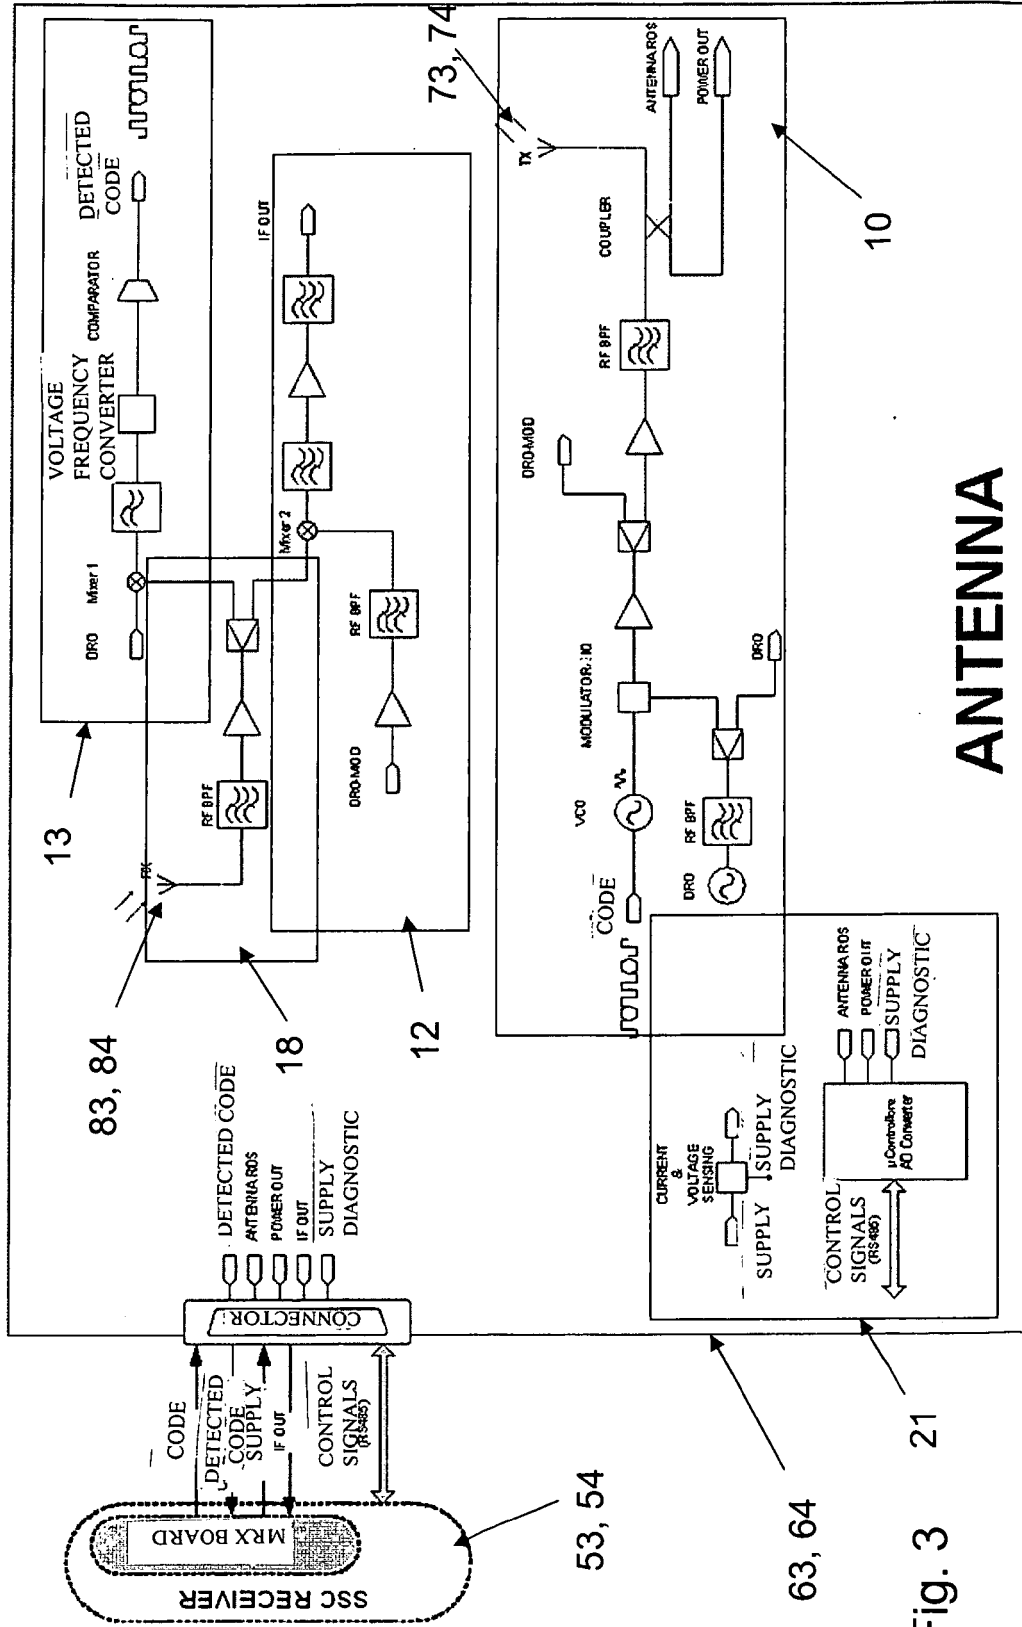 SSC RECEIVER
MRX BOARD
CODE
DETECTED
CODE
SUPPLY
IF OUT
CONTROL
SIGNALS
(RS485)
53, 54
CONNECTOR
DETECTED CODE
ANTENNA ROS
POWER OUT
IF OUT
SUPPLY
DIAGNOSTIC
83, 84
RX
RF BPF
18
13
DRO
Mixer 1
VOLTAGE
FREQUENCY
CONVERTER
COMPARATOR
DETECTED
CODE
Mixer 2
IF OUT
DRO-MOD
RF BPF
12
73, 74
TX
CODE
VCO
MODULATOR
DRO-MOD
RF BPF
COUPLER
ANTENNA ROS
POWER OUT
DRO
RF BPF
DRO
10
CURRENT
&
VOLTAGE
SENSING
SUPPLY
SUPPLY
DIAGNOSTIC
CONTROL
SIGNALS
(RS485)
µControllore
AD Converter
ANTENNA ROS
POWER OUT
SUPPLY
DIAGNOSTIC
21
63, 64
ANTENNA
Fig. 3